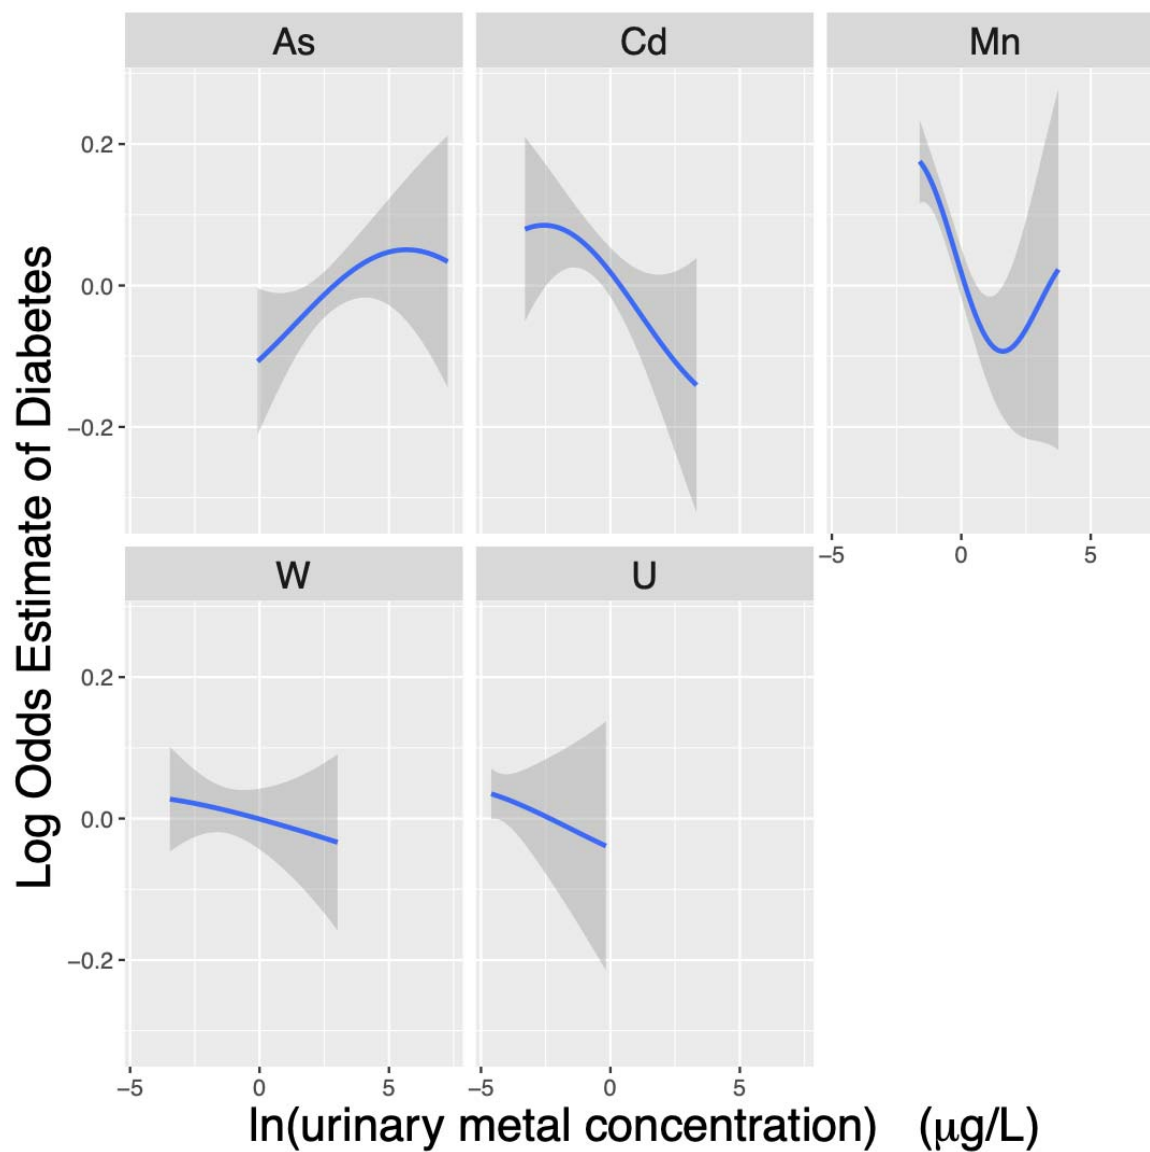 As
Cd
Mn
0.2
0.0
−0.2
−5
0
5
W
U
0.2
0.0
−0.2
−5
0
5
−5
0
5
Log Odds Estimate of Diabetes
ln(urinary metal concentration) (μg/L)